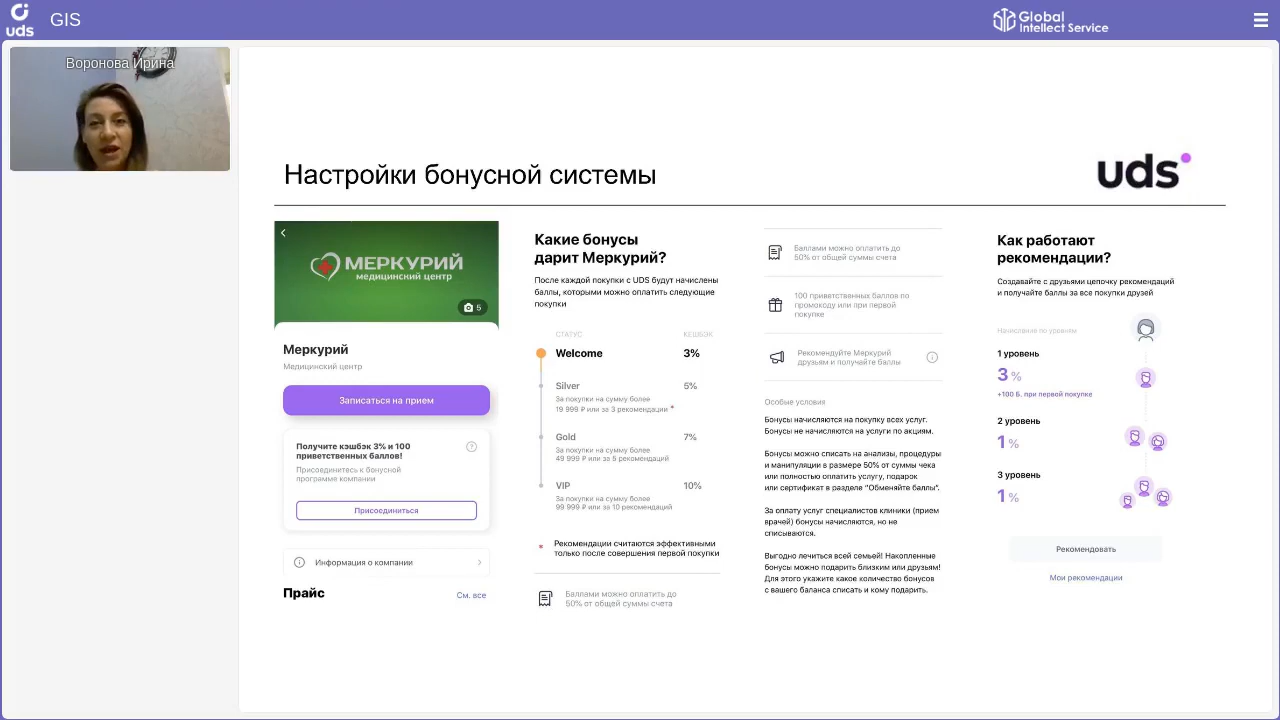 uds
GIS
Global
Intellect Service
Воронова Ирина
Настройки бонусной системы
uds
МЕРКУРИЙ
медицинский центр
5
Меркурий
Медицинский центр
Записаться на прием
Получите кэшбэк 3% и 100
приветственных баллов!
?
Присоединитесь к бонусной
программе компании
Присоединиться
Информация о компании
Прайс
См. все
Какие бонусы
дарит Меркурий?
После каждой покупки с UDS будут начислены
баллы, которыми можно оплатить следующие
покупки
СТАТУС
КЕШБЭК
Welcome
3%
Silver
5%
За покупки на сумму более
19 999 ₽ или за 3 рекомендации *
Gold
7%
За покупку на сумму более
49 999 ₽ или за 5 рекомендаций
VIP
10%
За покупки на сумму более
99 999 ₽ или за 10 рекомендаций
* Рекомендации считаются эффективными
только после совершения первой покупки
Баллами можно оплатить до
50% от общей суммы счета
Баллами можно оплатить до
50% от общей суммы счета
100 приветственных баллов по
промокоду или при первой
покупке
Рекомендуйте Меркурий
друзьям и получайте баллы
Особые условия
Бонусы начисляются на покупку всех услуг.
Бонусы не начисляются на услуги по акциям.
Бонусы можно списать на анализы, процедуры
и манипуляции в размере 50% от суммы чека
или полностью оплатить услугу, подарок
или сертификат в разделе "Обменяйте баллы".
За оплату услуг специалистов клиники (прием
врачей) бонусы начисляются, но не
списываются.
Выгодно лечиться всей семьей! Накопленные
бонусы можно подарить близким или друзьям!
Для этого укажите какое количество бонусов
с вашего баланса списать и кому подарить.
Как работают
рекомендации?
Создавайте с друзьями цепочку рекомендаций
и получайте баллы за все покупки друзей
Начисление по уровням
1 уровень
3 %
+100 Б. при первой покупке
2 уровень
1 %
3 уровень
1 %
Рекомендовать
Мои рекомендации